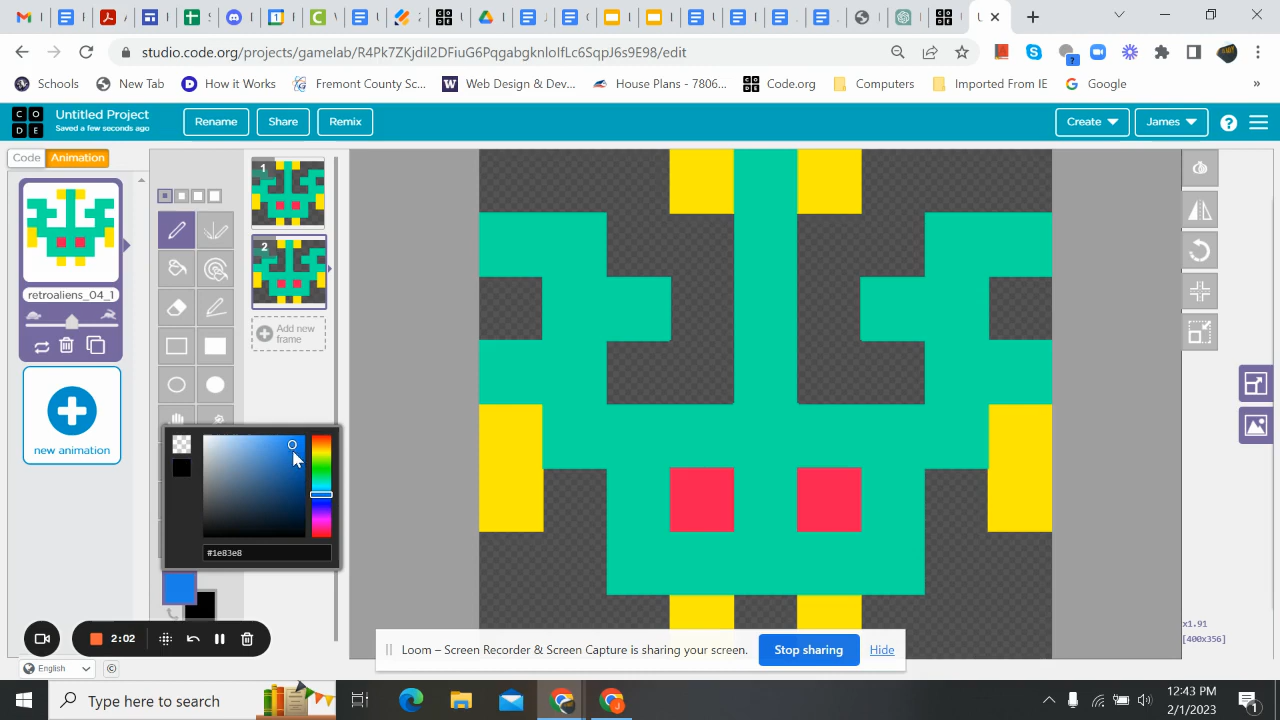 M
U
studio.code.org/projects/gamelab/R4Pk7ZKjdil2DFiuG6PqgabgknloIfLc6SqpJ6s9E98/edit
Schools
New Tab
How it Works
Fremont County Sc...
Web Design & Dev...
House Plans - 7806...
Code.org
Computers
Imported From IE
Google
»
C O
D E
Untitled Project
Saved a few seconds ago
Rename
Share
Remix
Create
James
?
Code
Animation
retroaliens_04_1
new animation
1
2
Add new
frame
#1e83e8
x1.91
[400x356]
2:02
Loom – Screen Recorder & Screen Capture is sharing your screen.
Stop sharing
Hide
English
Type here to search
12:43 PM
2/1/2023
1